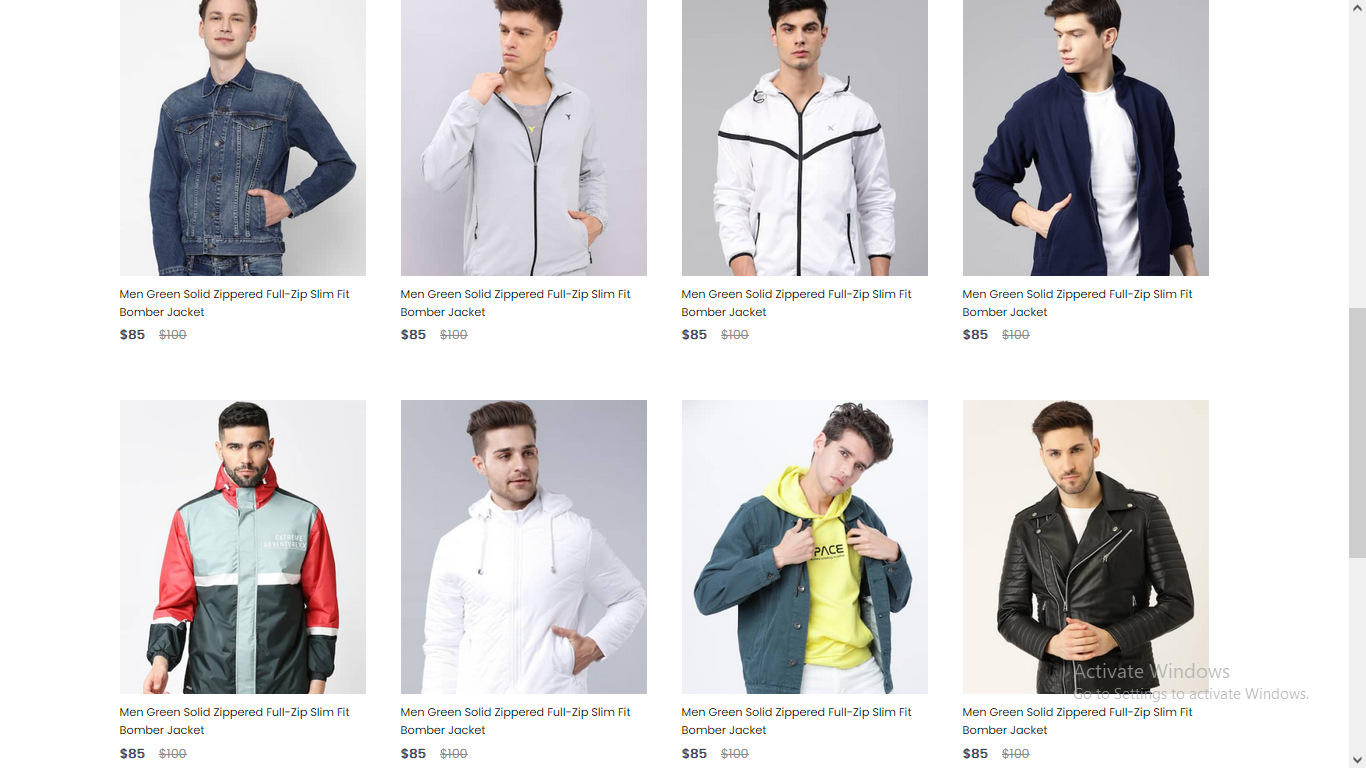 Men Green Solid Zippered Full-Zip Slim Fit
Bomber Jacket
$85 $100
Men Green Solid Zippered Full-Zip Slim Fit
Bomber Jacket
$85 $100
Men Green Solid Zippered Full-Zip Slim Fit
Bomber Jacket
$85 $100
Men Green Solid Zippered Full-Zip Slim Fit
Bomber Jacket
$85 $100
EXTREME
PACE
Men Green Solid Zippered Full-Zip Slim Fit
Bomber Jacket
$85 $100
Men Green Solid Zippered Full-Zip Slim Fit
Bomber Jacket
$85 $100
Men Green Solid Zippered Full-Zip Slim Fit
Bomber Jacket
$85 $100
Men Green Solid Zippered Full-Zip Slim Fit
Bomber Jacket
$85 $100
Activate Windows
Go to Settings to activate Windows.